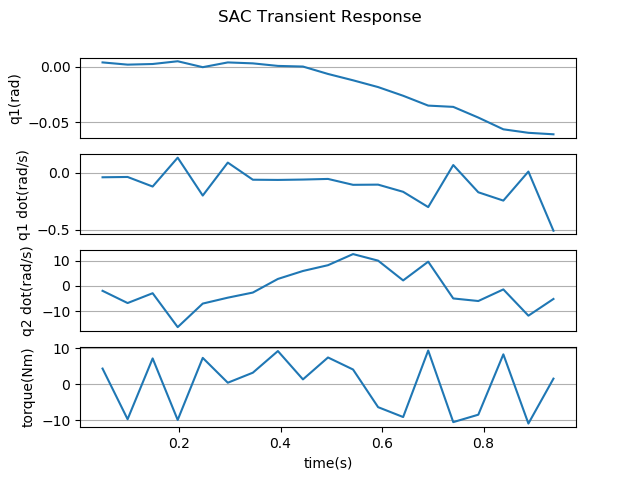 SAC Transient Response
q1(rad)
0.00
−0.05
q1 dot(rad/s)
0.0
−0.5
q2 dot(rad/s)
10
0
−10
torque(Nm)
10
0
−10
0.2 0.4 0.6 0.8
time(s)